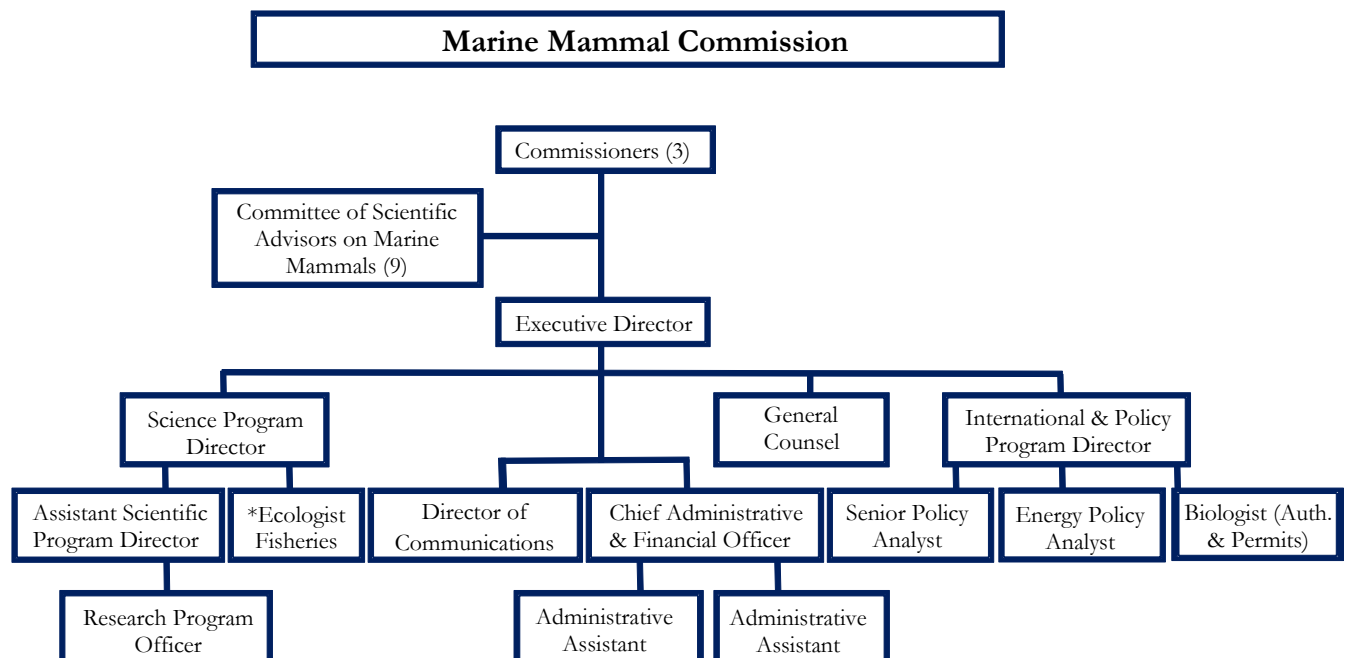 Marine Mammal Commission
Commissioners (3)
Committee of Scientific
Advisors on Marine
Mammals (9)
Executive Director
Science Program
Director
General
Counsel
International & Policy
Program Director
Assistant Scientific
Program Director
*Ecologist
Fisheries
Director of
Communications
Chief Administrative
& Financial Officer
Senior Policy
Analyst
Energy Policy
Analyst
Biologist (Auth.
& Permits)
Research Program
Officer
Administrative
Assistant
Administrative
Assistant